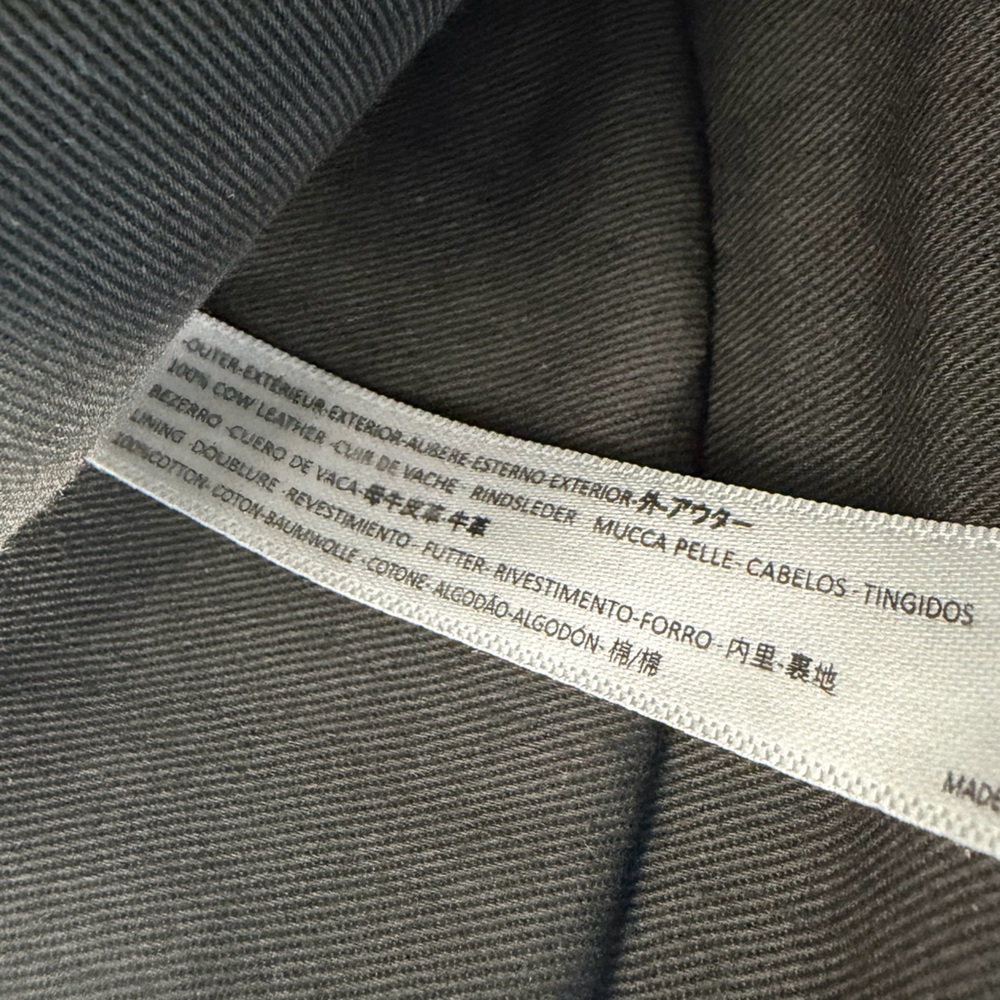 -OUTER-EXTÉRIEUR-EXTERIOR-AUBERE-ESTERNO-EXTERIOR-外-アウター
100% COW LEATHER -CUIR DE VACHE RINDSLEDER MUCCA PELLE-CABELOS-TINGIDOS
BEZERRO -CUERO DE VACA-母牛皮革-牛革
LINING-DOUBLURE-REVESTIMIENTO-FUTTER-RIVESTIMENTO-FORRO-内里-裏地
100%COTTON-COTON-BAUMWOLLE-COTONE-ALGODÃO-ALGODÓN-棉/棉
MADE